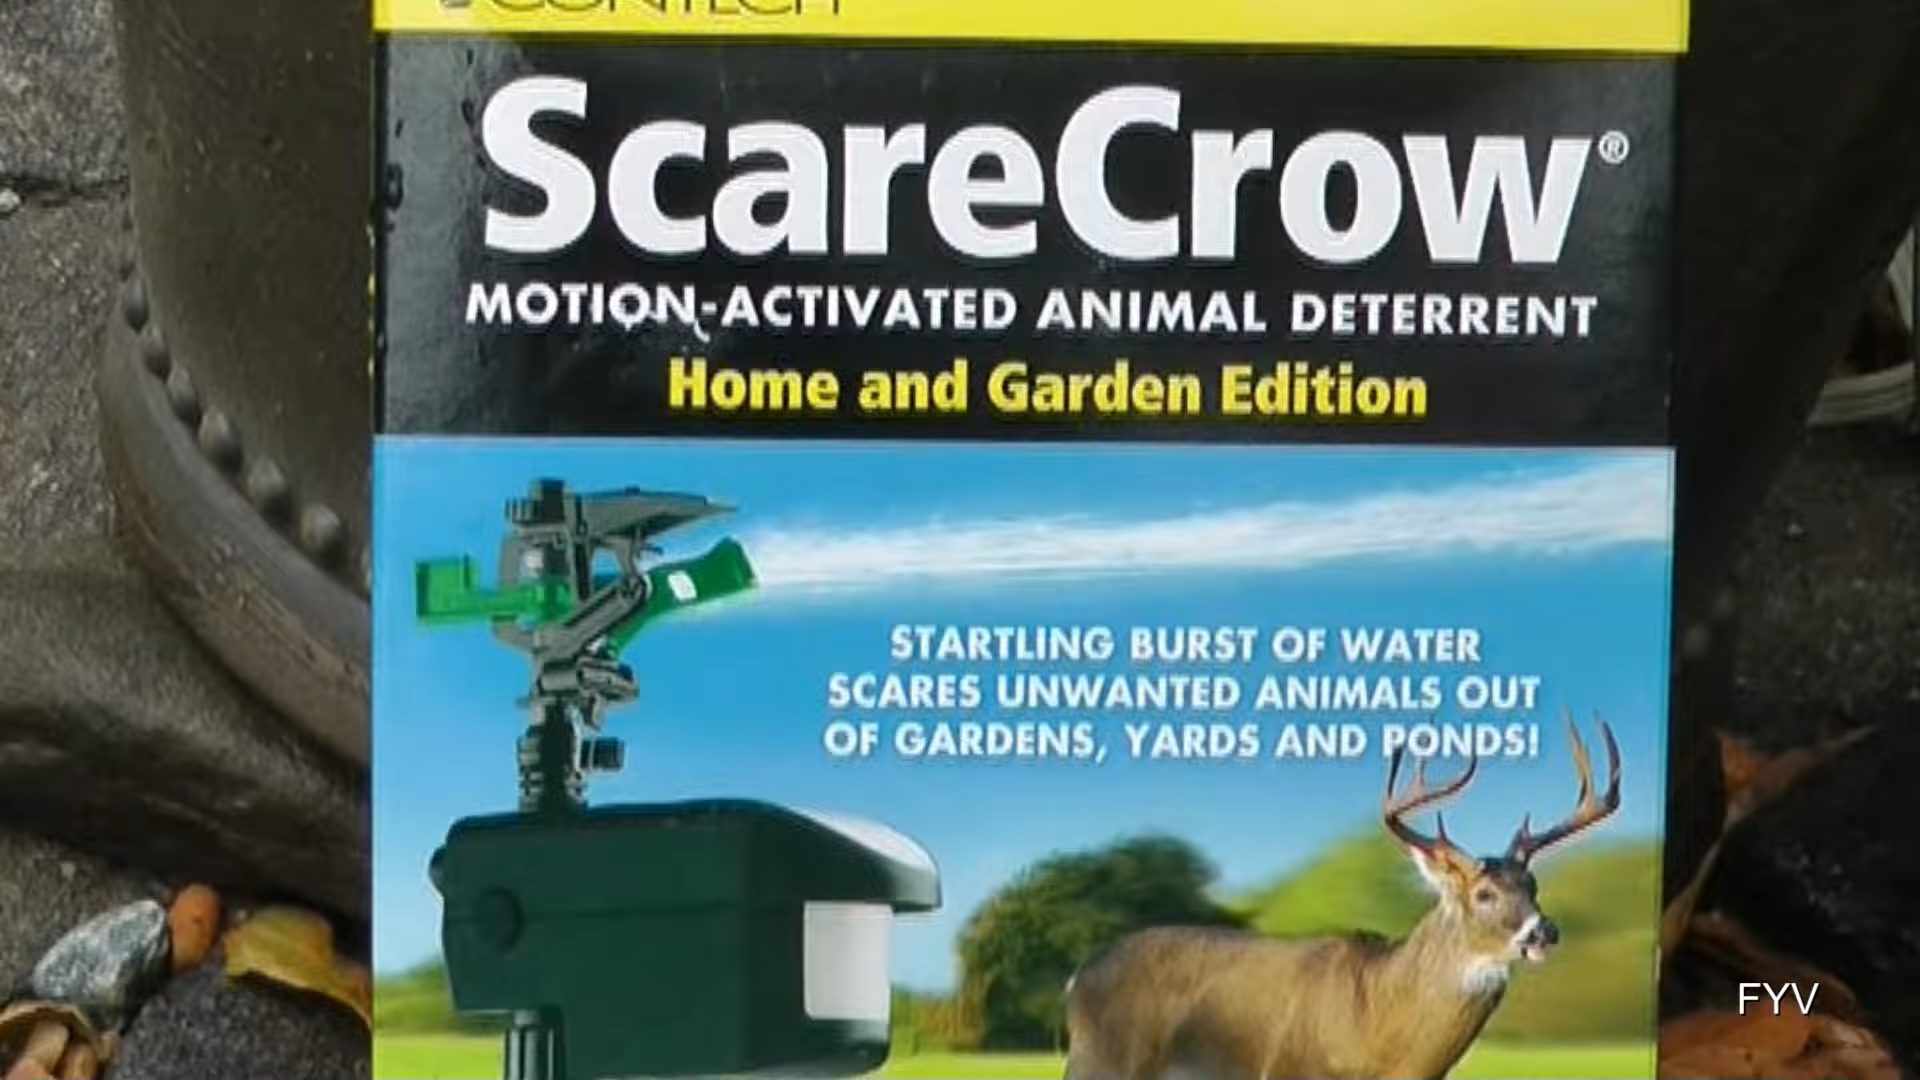 CONTECH
ScareCrow®
MOTION-ACTIVATED ANIMAL DETERRENT
Home and Garden Edition
STARTLING BURST OF WATER
SCARES UNWANTED ANIMALS OUT
OF GARDENS, YARDS AND PONDS!
FYV